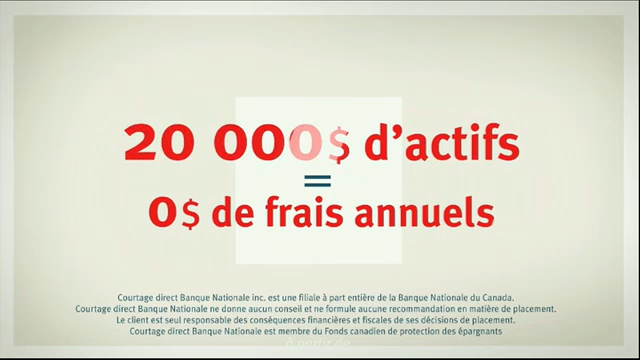 20 000$ d'actifs
=
0$ de frais annuels
Courtage direct Banque Nationale inc. est une filiale à part entière de la Banque Nationale du Canada.
Courtage direct Banque Nationale ne donne aucun conseil et ne formule aucune recommandation en matière de placement.
Le client est seul responsable des conséquences financières et fiscales de ses décisions de placement.
Courtage direct Banque Nationale est membre du Fonds canadien de protection des épargnants
À partir de